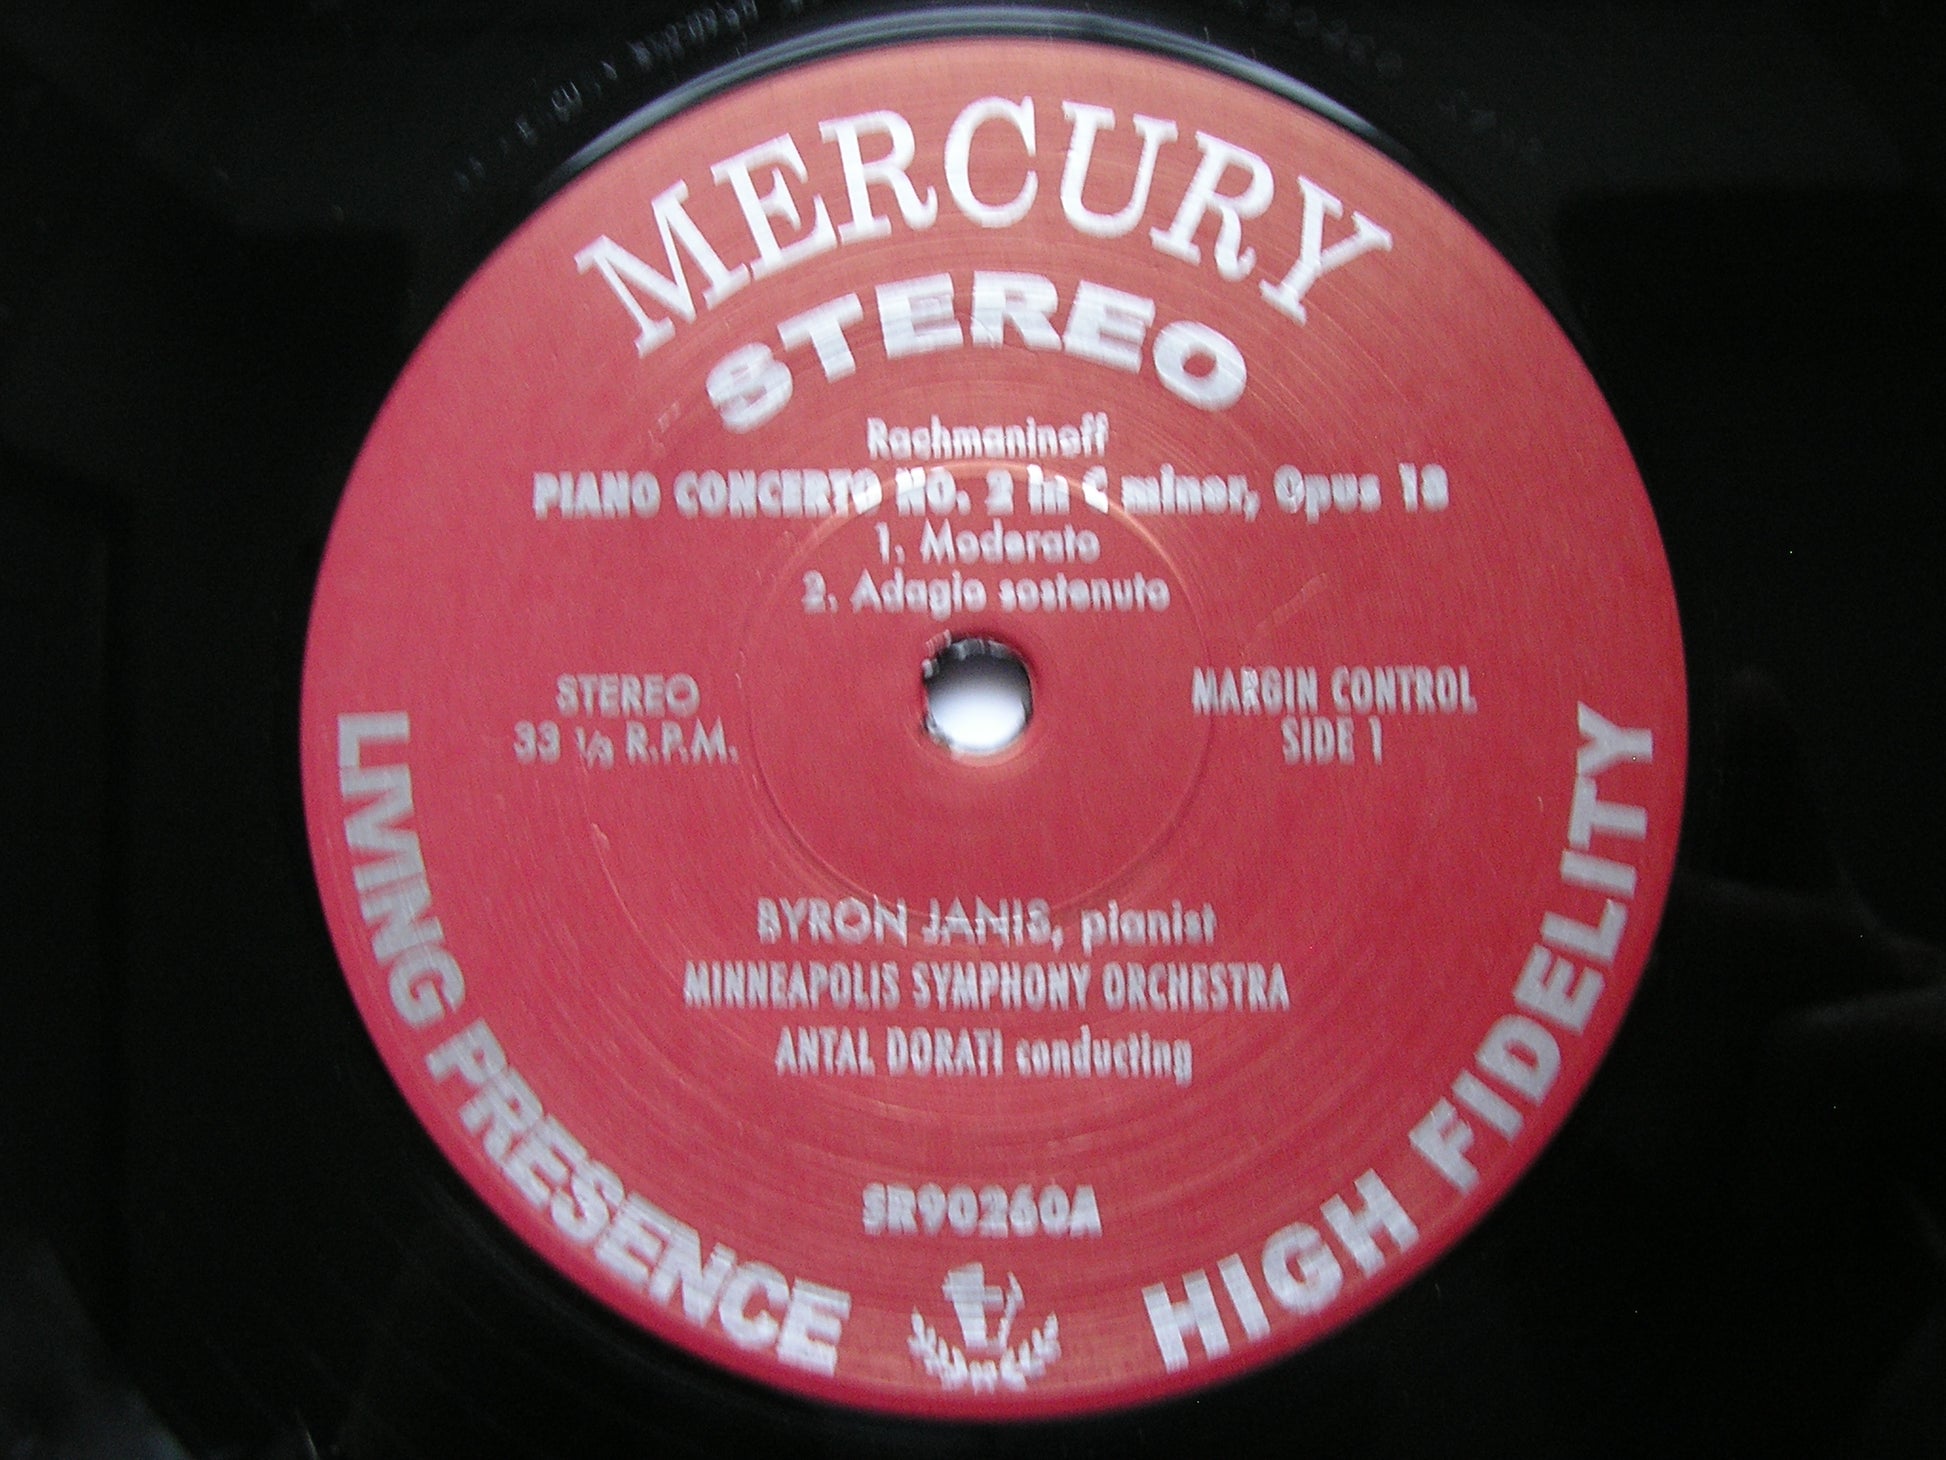 MERCURY
STEREO
Rachmaninoff
PIANO CONCERTO NO. 2 in C minor, Opus 18
1. Moderato
2. Adagio sostenuto
STEREO
33 1/3 R.P.M.
MARGIN CONTROL
SIDE 1
BYRON JANIS, pianist
MINNEAPOLIS SYMPHONY ORCHESTRA
ANTAL DORATI conducting
SR90260A
LIVING PRESENCE
HIGH FIDELITY